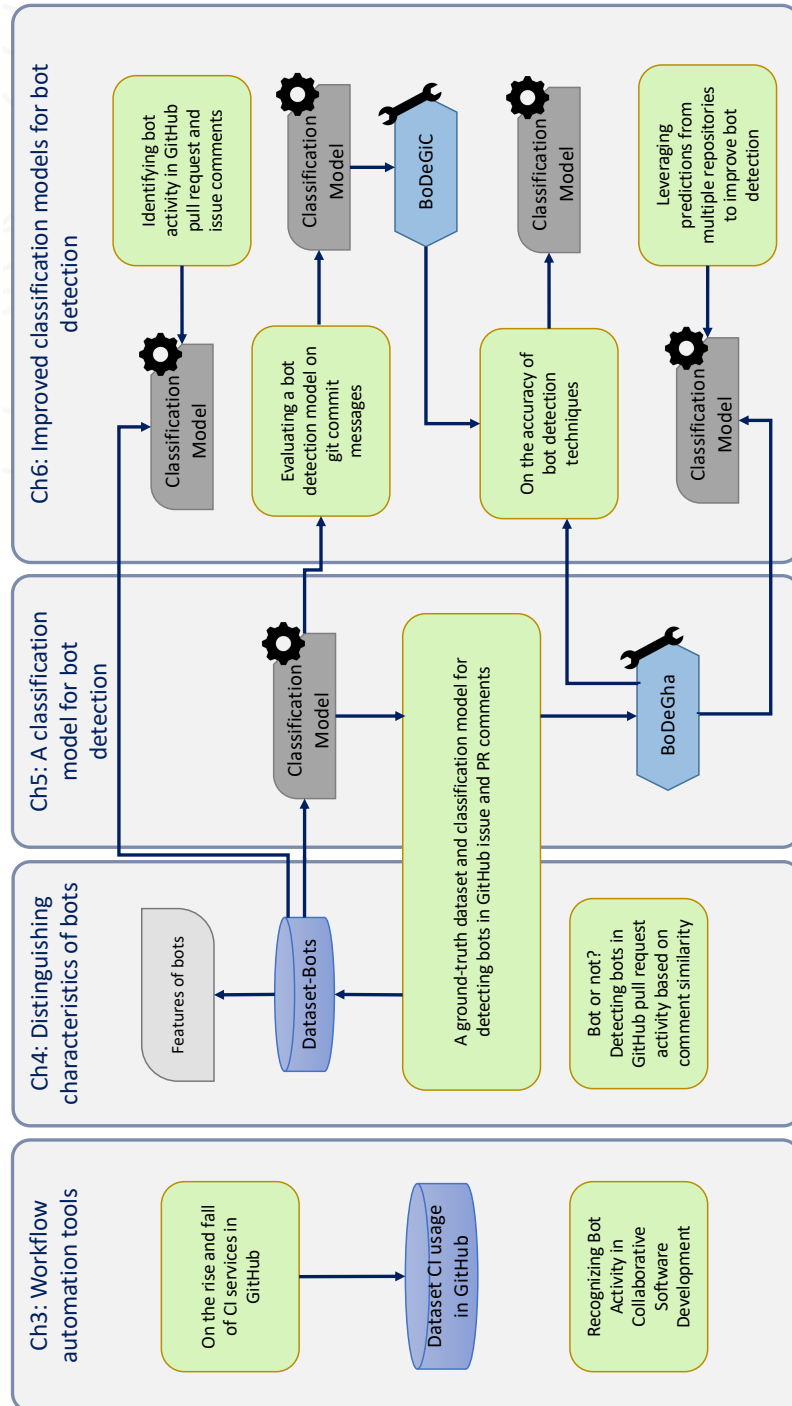 Ch3: Workflow
automation tools
On the rise and fall
of CI services in
GitHub
Dataset CI usage
in GitHub
Recognizing Bot
Activity in
Collaborative
Software
Development
Ch4: Distinguishing
characteristics of bots
Features of bots
Dataset-Bots
A ground-truth dataset and classification model for
detecting bots in GitHub issue and PR comments
Bot or not?
Detecting bots in
GitHub pull request
activity based on
comment similarity
Ch5: A classification
model for bot
detection
Classification
Model
BoDeGha
Ch6: Improved classification models for bot
detection
Identifying bot
activity in GitHub
pull request and
issue comments
Classification
Model
Evaluating a bot
detection model on
git commit
messages
Classification
Model
BoDeGiC
On the accuracy of
bot detection
techniques
Classification
Model
Leveraging
predictions from
multiple repositories
to improve bot
detection
Classification
Model